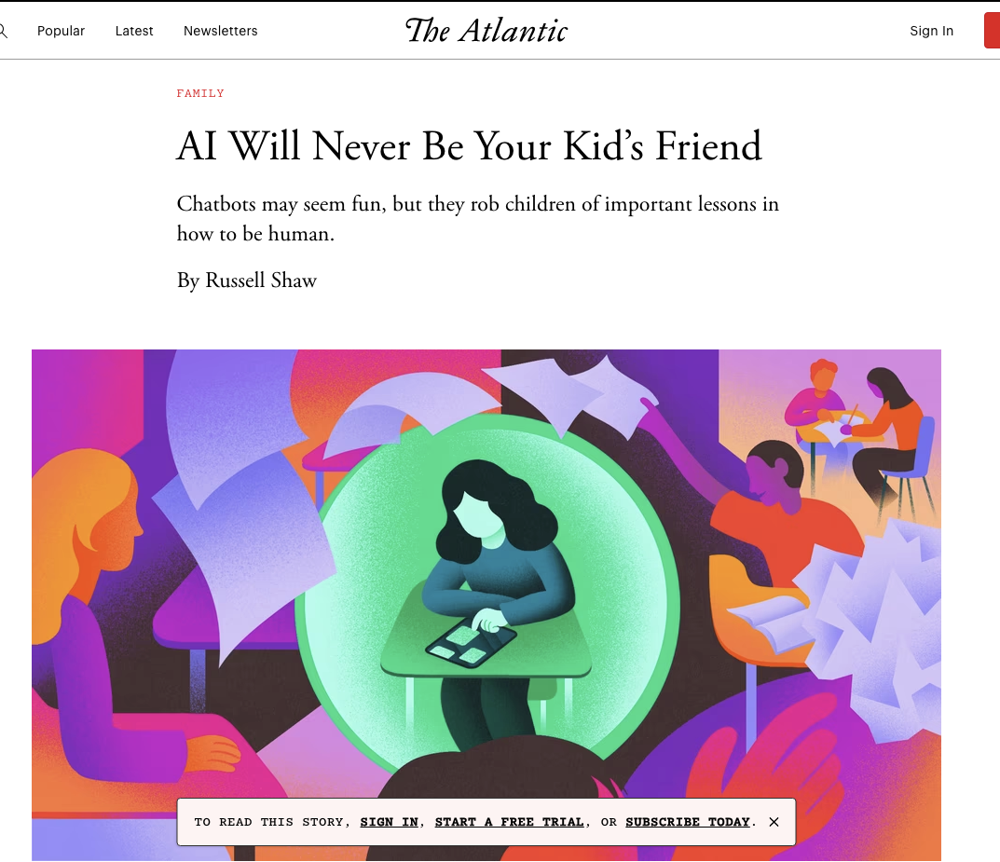 Popular Latest Newsletters The Atlantic Sign In
FAMILY
AI Will Never Be Your Kid’s Friend
Chatbots may seem fun, but they rob children of important lessons in
how to be human.
By Russell Shaw
TO READ THIS STORY, SIGN IN, START A FREE TRIAL, OR SUBSCRIBE TODAY.